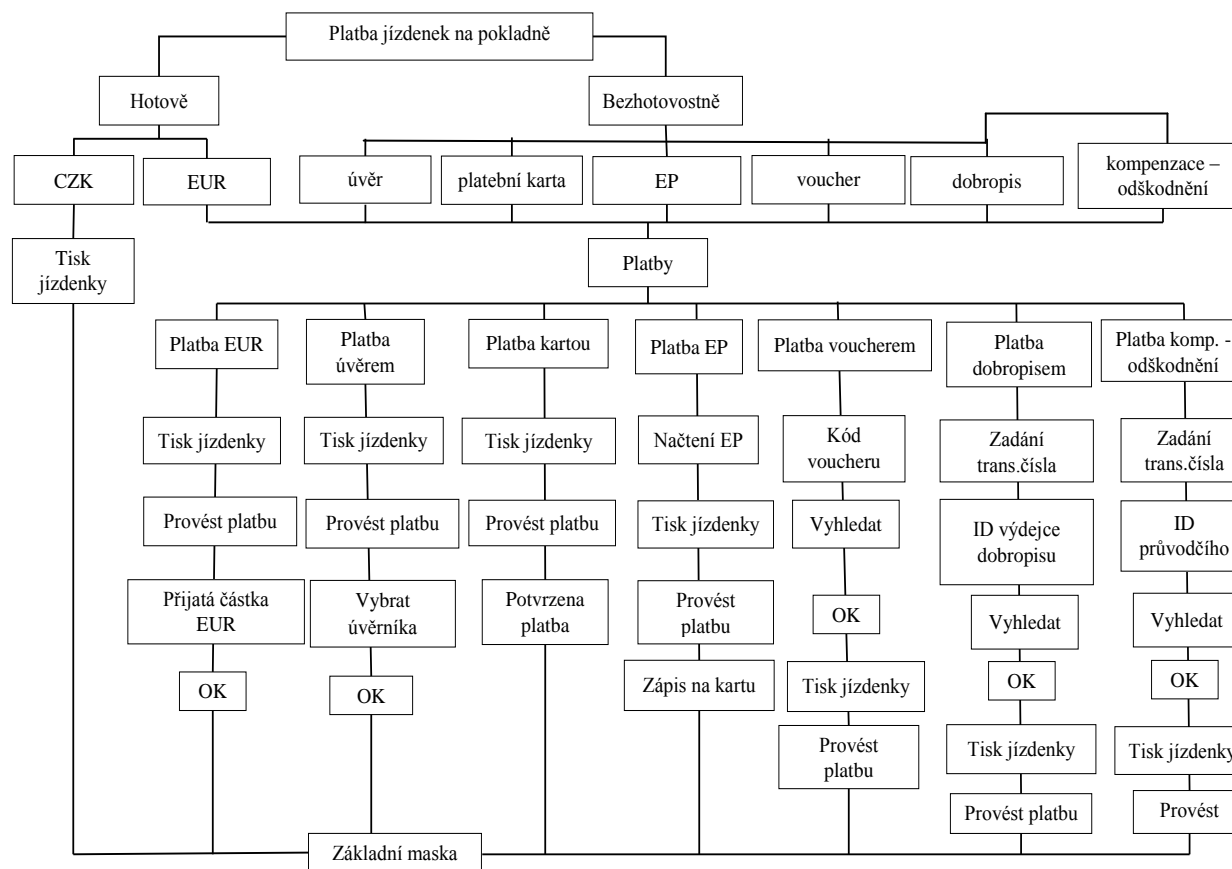 Platba jízdenek na pokladně
Hotově
Bezhotovostně
CZK
EUR
úvěr
platební karta
EP
voucher
dobropis
kompenzace –
odškodnění
Tisk
jízdenky
Platby
Platba EUR
Platba
úvěrem
Platba kartou
Platba EP
Platba voucherem
Platba
dobropisem
Platba komp. -
odškodnění
Tisk jízdenky
Tisk jízdenky
Tisk jízdenky
Načtení EP
Kód
voucheru
Zadání
trans.čísla
Zadání
trans.čísla
Provést platbu
Provést platbu
Provést platbu
Tisk jízdenky
Vyhledat
ID výdejce
dobropisu
ID
průvodčího
Přijatá částka
EUR
Vybrat
úvěrníka
Potvrzena
platba
Provést
platbu
OK
Vyhledat
Vyhledat
OK
OK
Zápis na kartu
Tisk jízdenky
OK
OK
Provést
platbu
Tisk jízdenky
Tisk jízdenky
Provést platbu
Provést
Základní maska